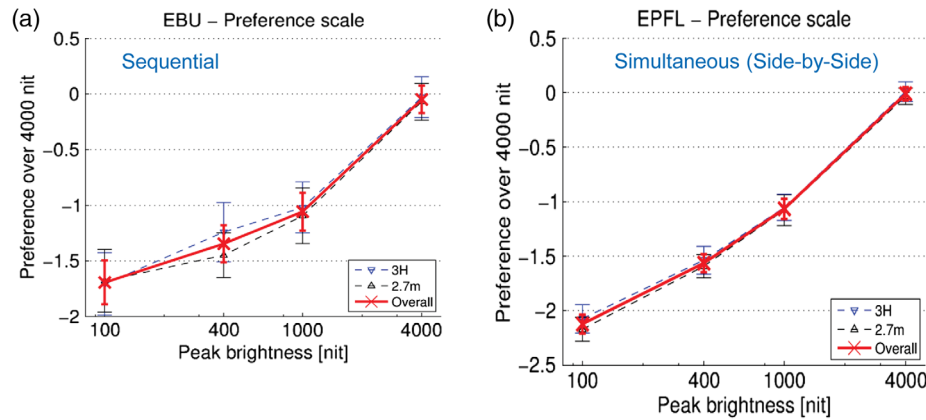 (a)
EBU – Preference scale
Sequential
Preference over 4000 nit
0.5
0
−0.5
−1
−1.5
−2
100
400
1000
4000
Peak brightness [nit]
3H
2.7m
Overall
(b)
EPFL – Preference scale
Simultaneous (Side-by-Side)
Preference over 4000 nit
0.5
0
−0.5
−1
−1.5
−2
−2.5
100
400
1000
4000
Peak brightness [nit]
3H
2.7m
Overall